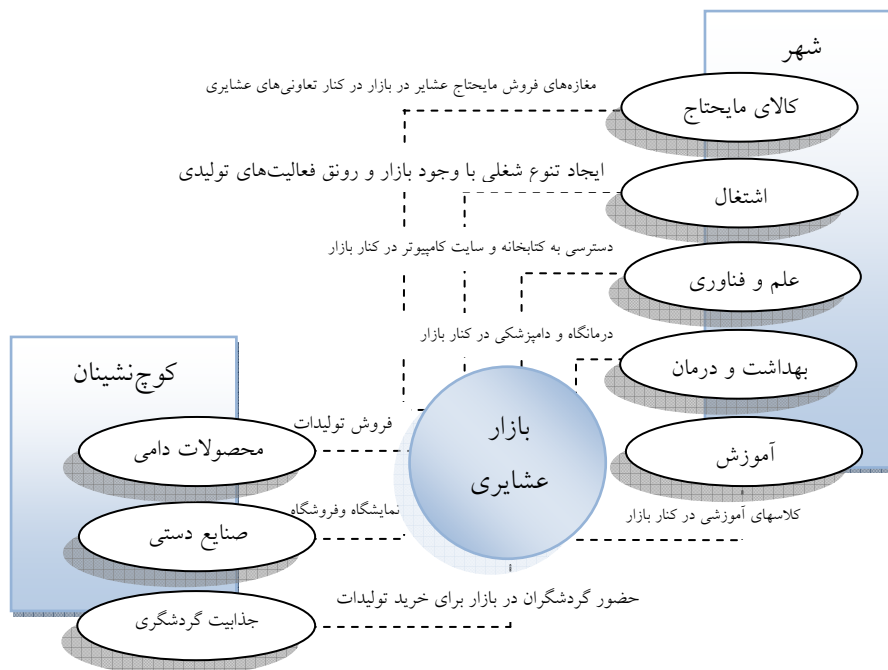 شهر
مغازه‌های فروش مایحتاج عشایر در بازار در کنار تعاونی‌های عشایری
کالای مایحتاج
ایجاد تنوع شغلی با وجود بازار و رونق فعالیت‌های تولیدی
اشتغال
دسترسی به کتابخانه و سایت کامپیوتر در کنار بازار
علم و فناوری
درمانگاه و دامپزشکی در کنار بازار
بهداشت و درمان
آموزش
کلاسهای آموزشی در کنار بازار
بازار
عشایری
کوچ‌نشینان
فروش تولیدات
محصولات دامی
نمایشگاه وفروشگاه
صنایع دستی
حضور گردشگران در بازار برای خرید تولیدات
جذابیت گردشگری